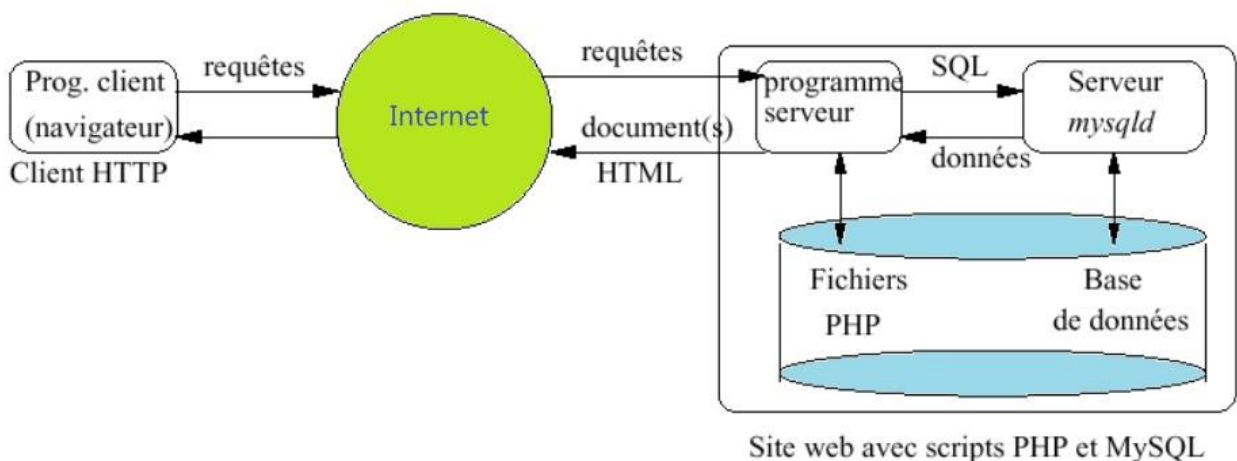 Prog. client
(navigateur)
Client HTTP
requêtes
Internet
requêtes
document(s)
HTML
programme
serveur
SQL
données
Serveur
mysqld
Fichiers
PHP
Base
de données
Site web avec scripts PHP et MySQL